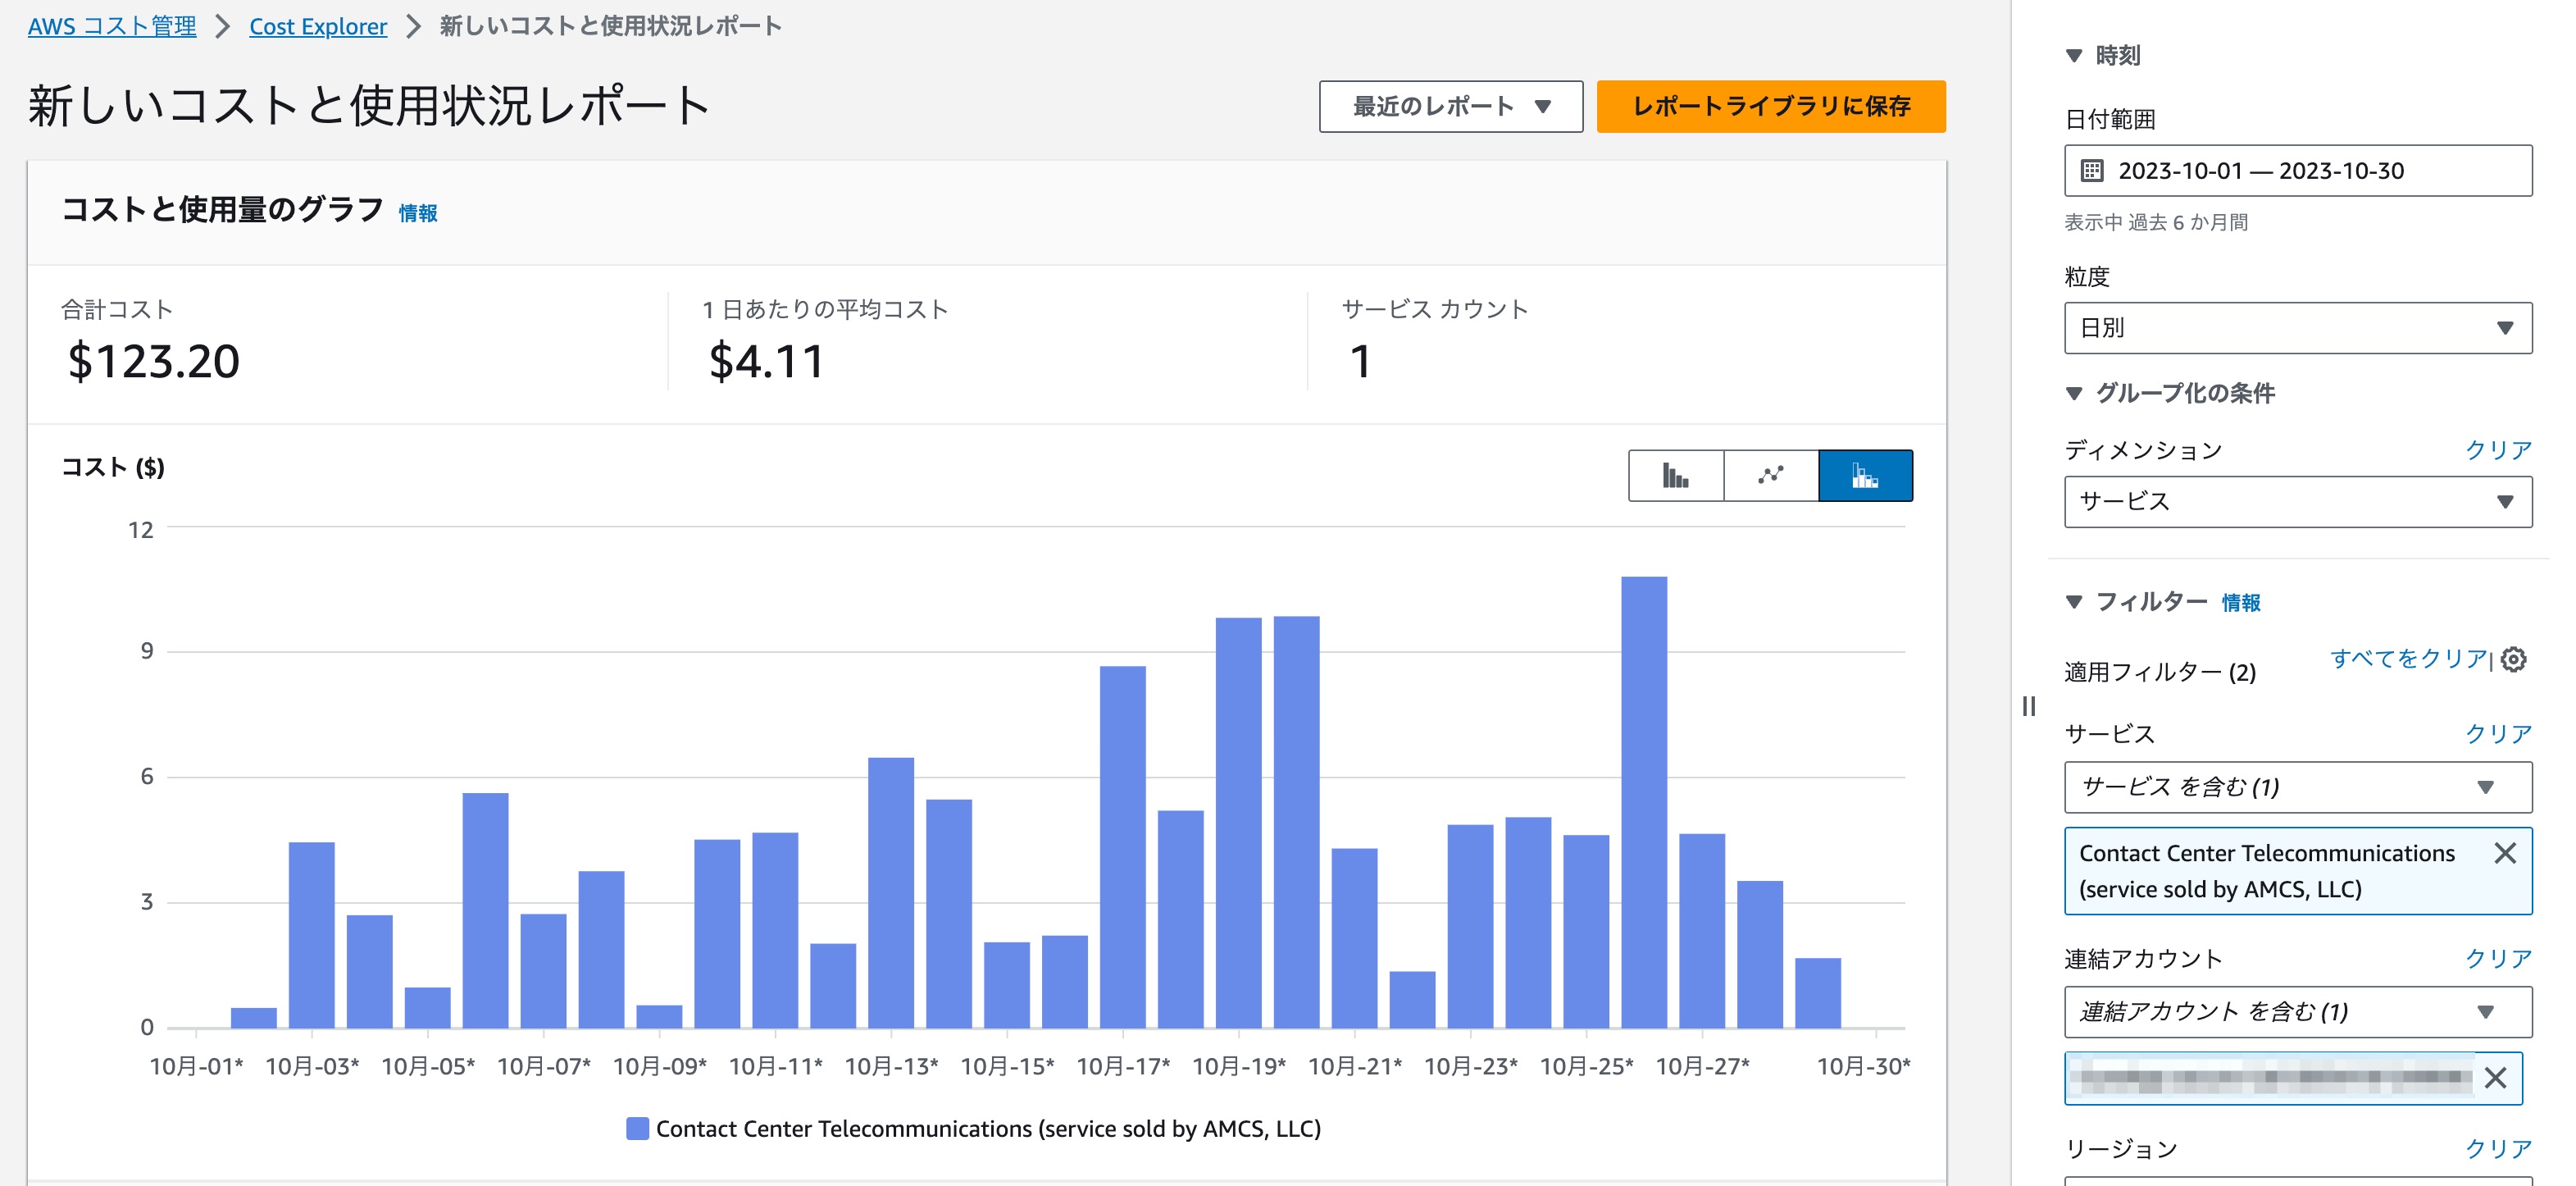 AWS コスト管理 > Cost Explorer > 新しいコストと使用状況レポート
新しいコストと使用状況レポート
最近のレポート ▼
レポートライブラリに保存
コストと使用量のグラフ 情報
合計コスト
$123.20
1 日あたりの平均コスト
$4.11
サービス カウント
1
コスト ($)
12
9
6
3
0
10月-01* 10月-03* 10月-05* 10月-07* 10月-09* 10月-11* 10月-13* 10月-15* 10月-17* 10月-19* 10月-21* 10月-23* 10月-25* 10月-27* 10月-30*
Contact Center Telecommunications (service sold by AMCS, LLC)
▼ 時刻
日付範囲
2023-10-01 — 2023-10-30
表示中 過去 6 か月間
粒度
日別
▼ グループ化の条件
ディメンション クリア
サービス
▼ フィルター 情報
適用フィルター (2) すべてをクリア|
サービス クリア
サービス を含む (1)
Contact Center Telecommunications
(service sold by AMCS, LLC)
連結アカウント クリア
連結アカウント を含む (1)
リージョン クリア